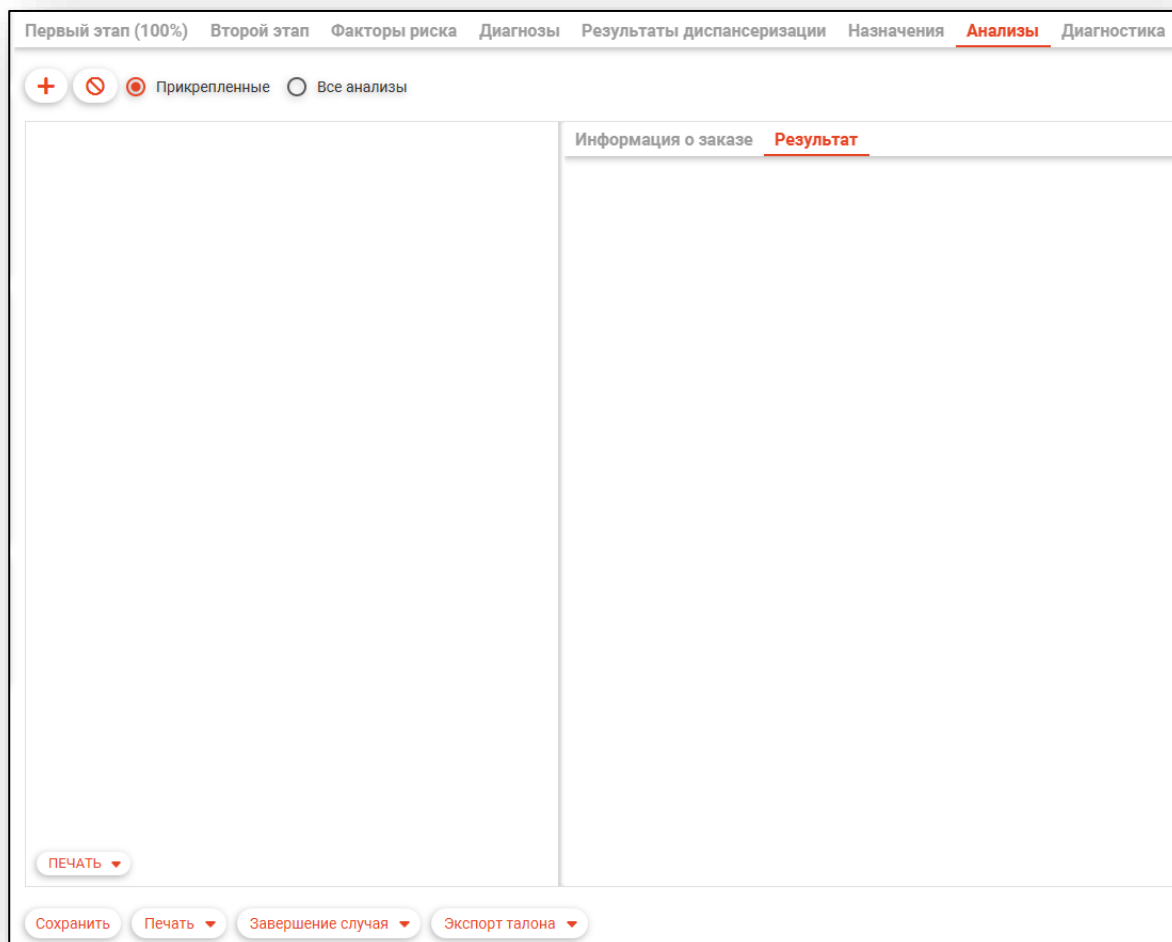 Первый этап (100%) Второй этап Факторы риска Диагнозы Результаты диспансеризации Назначения Анализы Диагностика
Прикрепленные Все анализы
Информация о заказе Результат
ПЕЧАТЬ
Сохранить Печать Завершение случая Экспорт талона